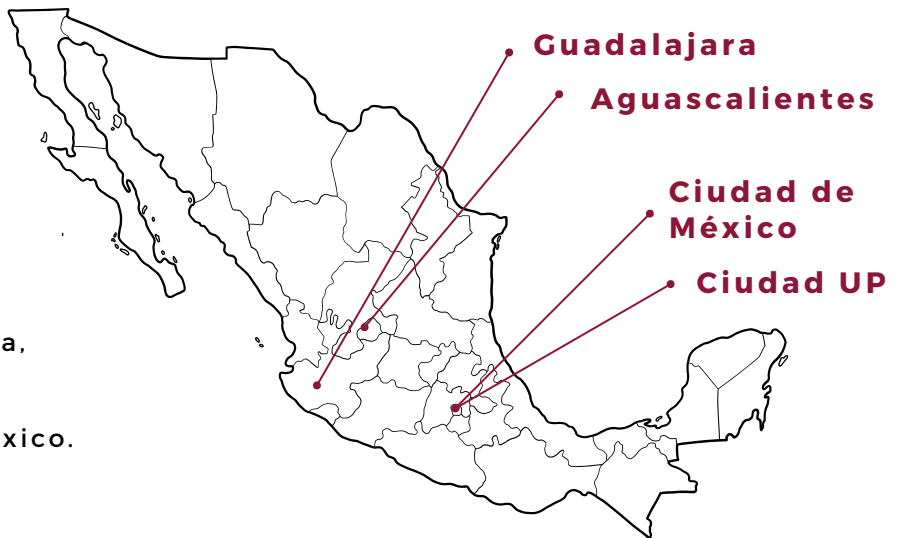 Guadalajara
Aguascalientes
Ciudad de
México
Ciudad UP
a,
xico.